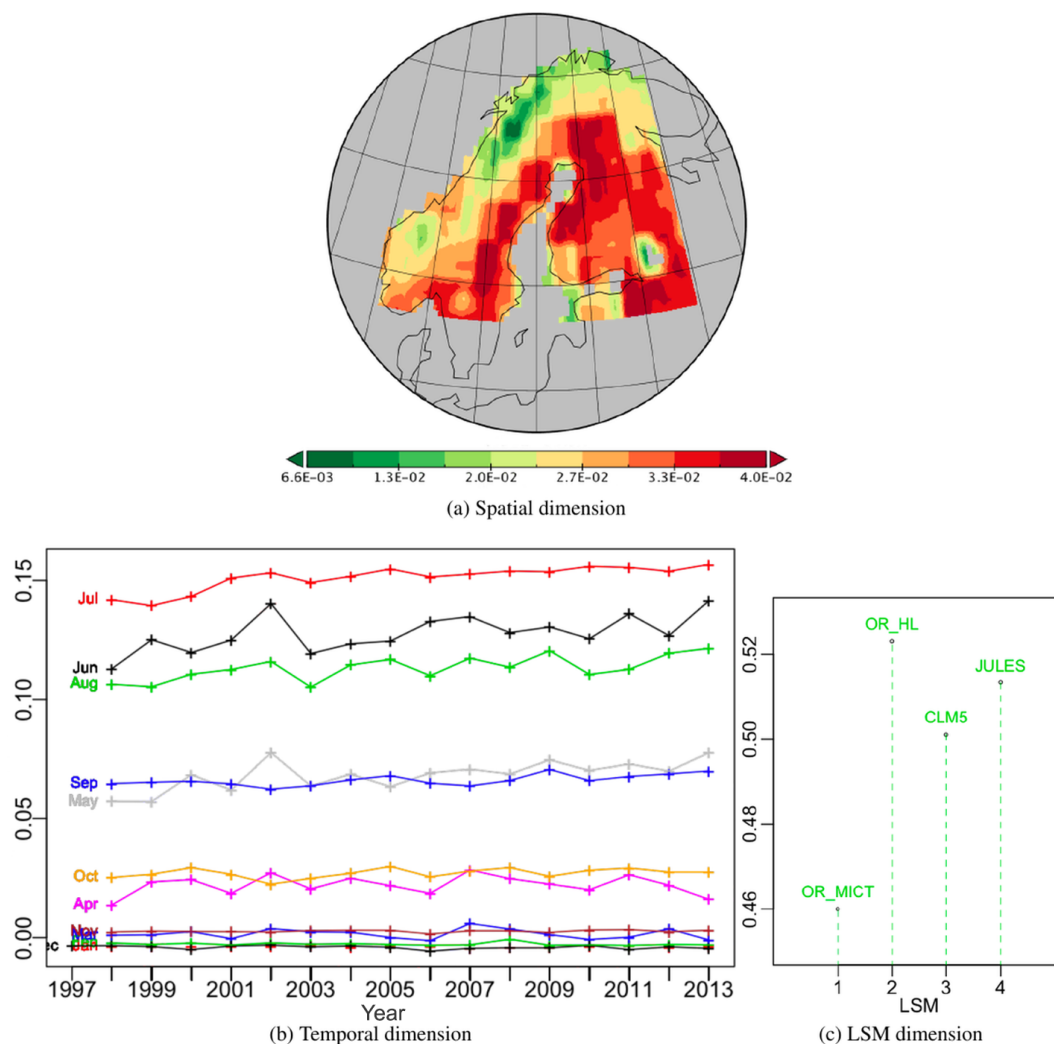 6.6E-03 1.3E-02 2.0E-02 2.7E-02 3.3E-02 4.0E-02
(a) Spatial dimension
0.15
Jul
Jun
Aug
0.10
Sep
May
0.05
Oct
Apr
Nov
Mar
0.00
Jan
1997 1999 2001 2003 2005 2007 2009 2011 2013
Year
(b) Temporal dimension
OR_HL
0.52
JULES
CLM5
0.50
0.48
OR_MICT
0.46
1 2 3 4
LSM
(c) LSM dimension